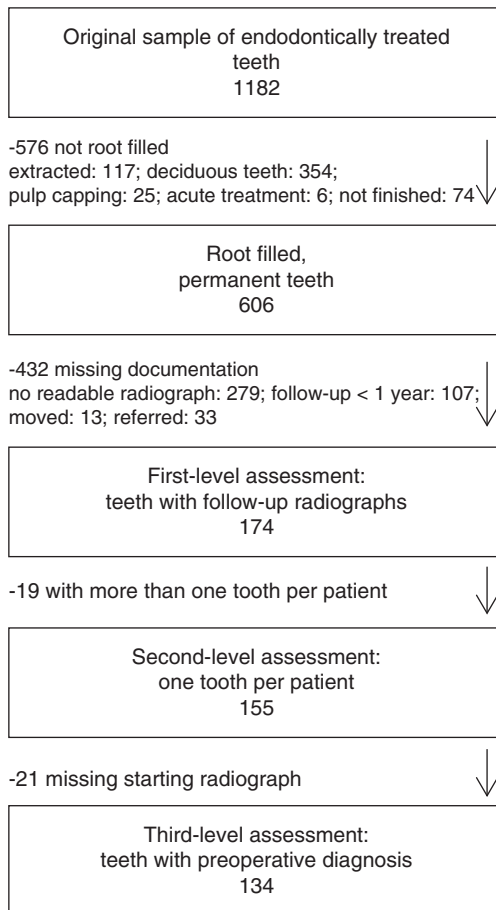 Original sample of endodontically treated
teeth
1182
-576 not root filled
extracted: 117; deciduous teeth: 354;
pulp capping: 25; acute treatment: 6; not finished: 74
Root filled,
permanent teeth
606
-432 missing documentation
no readable radiograph: 279; follow-up < 1 year: 107;
moved: 13; referred: 33
First-level assessment:
teeth with follow-up radiographs
174
-19 with more than one tooth per patient
Second-level assessment:
one tooth per patient
155
-21 missing starting radiograph
Third-level assessment:
teeth with preoperative diagnosis
134